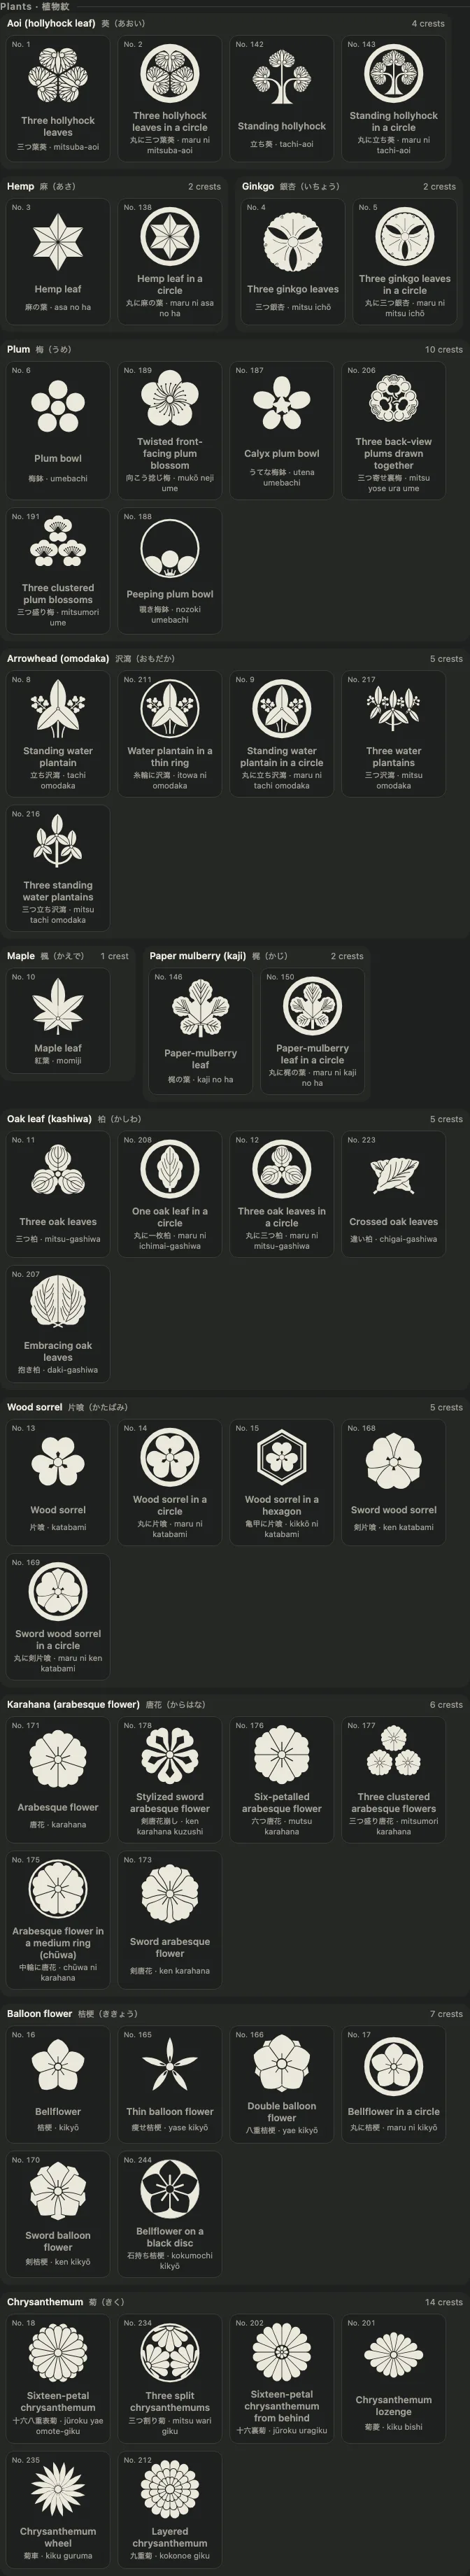 Plants · 植物紋
Aoi (hollyhock leaf) 葵（あおい） 4 crests
No. 1
Three hollyhock
leaves
三つ葉葵 · mitsuba-aoi
No. 2
Three hollyhock
leaves in a circle
丸に三つ葉葵 · maru ni
mitsuba-aoi
No. 142
Standing hollyhock
立ち葵 · tachi-aoi
No. 143
Standing hollyhock
in a circle
丸に立ち葵 · maru ni
tachi-aoi
Hemp 麻（あさ） 2 crests
No. 3
Hemp leaf
麻の葉 · asa no ha
No. 138
Hemp leaf in a
circle
丸に麻の葉 · maru ni asa
no ha
Ginkgo 銀杏（いちょう） 2 crests
No. 4
Three ginkgo leaves
三つ銀杏 · mitsu ichō
No. 5
Three ginkgo leaves
in a circle
丸に三つ銀杏 · maru ni
mitsu ichō
Plum 梅（うめ） 10 crests
No. 6
Plum bowl
梅鉢 · umebachi
No. 189
Twisted front-
facing plum
blossom
向こう捻じ梅 · mukō neji
ume
No. 187
Calyx plum bowl
うてな梅鉢 · utena
umebachi
No. 206
Three back-view
plums drawn
together
三つ寄せ裏梅 · mitsu
yose ura ume
No. 191
Three clustered
plum blossoms
三つ盛り梅 · mitsumori
ume
No. 188
Peeping plum bowl
覗き梅鉢 · nozoki
umebachi
Arrowhead (omodaka) 沢瀉（おもだか） 5 crests
No. 8
Standing water
plantain
立ち沢瀉 · tachi
omodaka
No. 211
Water plantain in a
thin ring
糸輪に沢瀉 · itowa ni
omodaka
No. 9
Standing water
plantain in a circle
丸に立ち沢瀉 · maru ni
tachi omodaka
No. 217
Three water
plantains
三つ沢瀉 · mitsu
omodaka
No. 216
Three standing
water plantains
三つ立ち沢瀉 · mitsu
tachi omodaka
Maple 楓（かえで） 1 crest
No. 10
Maple leaf
紅葉 · momiji
Paper mulberry (kaji) 梶（かじ） 2 crests
No. 146
Paper-mulberry
leaf
梶の葉 · kaji no ha
No. 150
Paper-mulberry
leaf in a circle
丸に梶の葉 · maru ni kaji
no ha
Oak leaf (kashiwa) 柏（かしわ） 5 crests
No. 11
Three oak leaves
三つ柏 · mitsu-gashiwa
No. 208
One oak leaf in a
circle
丸に一枚柏 · maru ni
ichimai-gashiwa
No. 12
Three oak leaves in
a circle
丸に三つ柏 · maru ni
mitsu-gashiwa
No. 223
Crossed oak leaves
違い柏 · chigai-gashiwa
No. 207
Embracing oak
leaves
抱き柏 · daki-gashiwa
Wood sorrel 片喰（かたばみ） 5 crests
No. 13
Wood sorrel
片喰 · katabami
No. 14
Wood sorrel in a
circle
丸に片喰 · maru ni
katabami
No. 15
Wood sorrel in a
hexagon
亀甲に片喰 · kikkō ni
katabami
No. 168
Sword wood sorrel
剣片喰 · ken katabami
No. 169
Sword wood sorrel
in a circle
丸に剣片喰 · maru ni ken
katabami
Karahana (arabesque flower) 唐花（からはな） 6 crests
No. 171
Arabesque flower
唐花 · karahana
No. 178
Stylized sword
arabesque flower
剣唐花崩し · ken
karahana kuzushi
No. 176
Six-petalled
arabesque flower
六つ唐花 · mutsu
karahana
No. 177
Three clustered
arabesque flowers
三つ盛り唐花 · mitsumori
karahana
No. 175
Arabesque flower in
a medium ring
(chūwa)
中輪に唐花 · chūwa ni
karahana
No. 173
Sword arabesque
flower
剣唐花 · ken karahana
Balloon flower 桔梗（ききょう） 7 crests
No. 16
Bellflower
桔梗 · kikyō
No. 165
Thin balloon flower
痩せ桔梗 · yase kikyō
No. 166
Double balloon
flower
八重桔梗 · yae kikyō
No. 17
Bellflower in a circle
丸に桔梗 · maru ni kikyō
No. 170
Sword balloon
flower
剣桔梗 · ken kikyō
No. 244
Bellflower on a
black disc
石持ち桔梗 · kokumochi
kikyō
Chrysanthemum 菊（きく） 14 crests
No. 18
Sixteen-petal
chrysanthemum
十六八重表菊 · jūroku yae
omote-giku
No. 234
Three split
chrysanthemums
三つ割り菊 · mitsu wari
giku
No. 202
Sixteen-petal
chrysanthemum
from behind
十六裏菊 · jūroku uragiku
No. 201
Chrysanthemum
lozenge
菊菱 · kiku bishi
No. 235
Chrysanthemum
wheel
菊車 · kiku guruma
No. 212
Layered
chrysanthemum
九重菊 · kokonoe giku